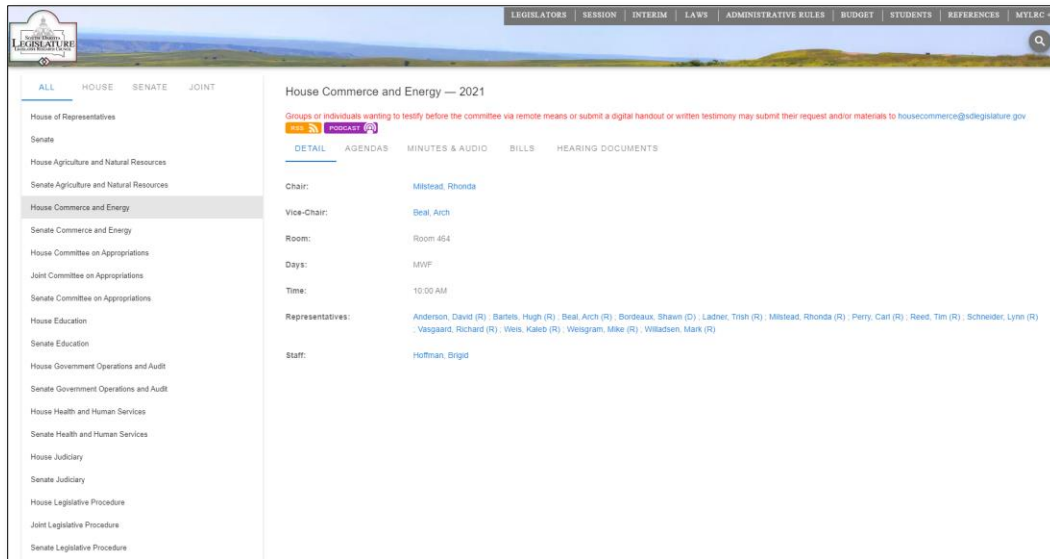 LEGISLATORS SESSION INTERIM LAWS ADMINISTRATIVE RULES BUDGET STUDENTS REFERENCES MYLRC +
SOUTH DAKOTA
LEGISLATURE
LEGISLATIVE RESEARCH COUNCIL
ALL HOUSE SENATE JOINT
House of Representatives
Senate
House Agriculture and Natural Resources
Senate Agriculture and Natural Resources
House Commerce and Energy
Senate Commerce and Energy
House Committee on Appropriations
Joint Committee on Appropriations
Senate Committee on Appropriations
House Education
Senate Education
House Government Operations and Audit
Senate Government Operations and Audit
House Health and Human Services
Senate Health and Human Services
House Judiciary
Senate Judiciary
House Legislative Procedure
Joint Legislative Procedure
Senate Legislative Procedure
House Commerce and Energy — 2021
Groups or individuals wanting to testify before the committee via remote means or submit a digital handout or written testimony may submit their request and/or materials to housecommerce@sdlegislature.gov
RSS PODCAST
DETAIL AGENDAS MINUTES & AUDIO BILLS HEARING DOCUMENTS
Chair: Milstead, Rhonda
Vice-Chair: Beal, Arch
Room: Room 464
Days: MWF
Time: 10:00 AM
Representatives: Anderson, David (R) ; Bartels, Hugh (R) ; Beal, Arch (R) ; Bordeaux, Shawn (D) ; Ladner, Trish (R) ; Milstead, Rhonda (R) ; Perry, Carl (R) ; Reed, Tim (R) ; Schneider, Lynn (R)
; Vasgaard, Richard (R) ; Weis, Kaleb (R) ; Weisgram, Mike (R) ; Willadsen, Mark (R)
Staff: Hoffman, Brigid